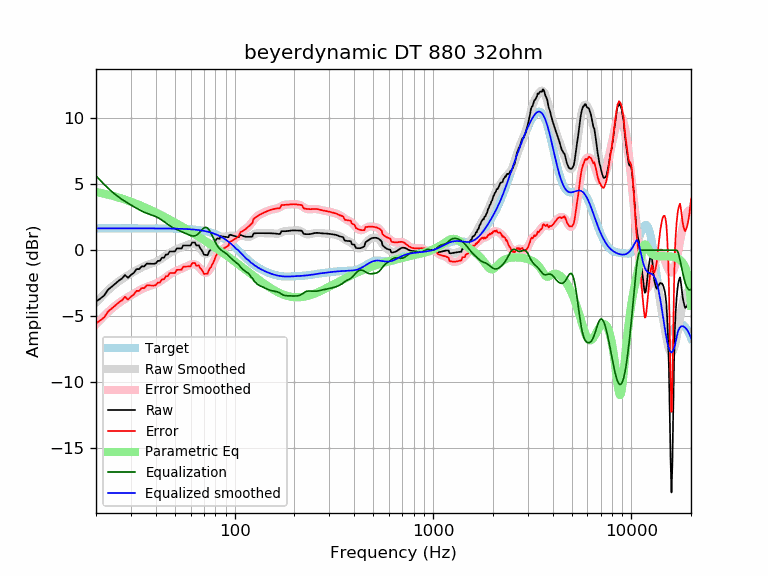 beyerdynamic DT 880 32ohm
10
5
0
−5
−10
−15
Amplitude (dBr)
Target
Raw Smoothed
Error Smoothed
Raw
Error
Parametric Eq
Equalization
Equalized smoothed
100
1000
10000
Frequency (Hz)